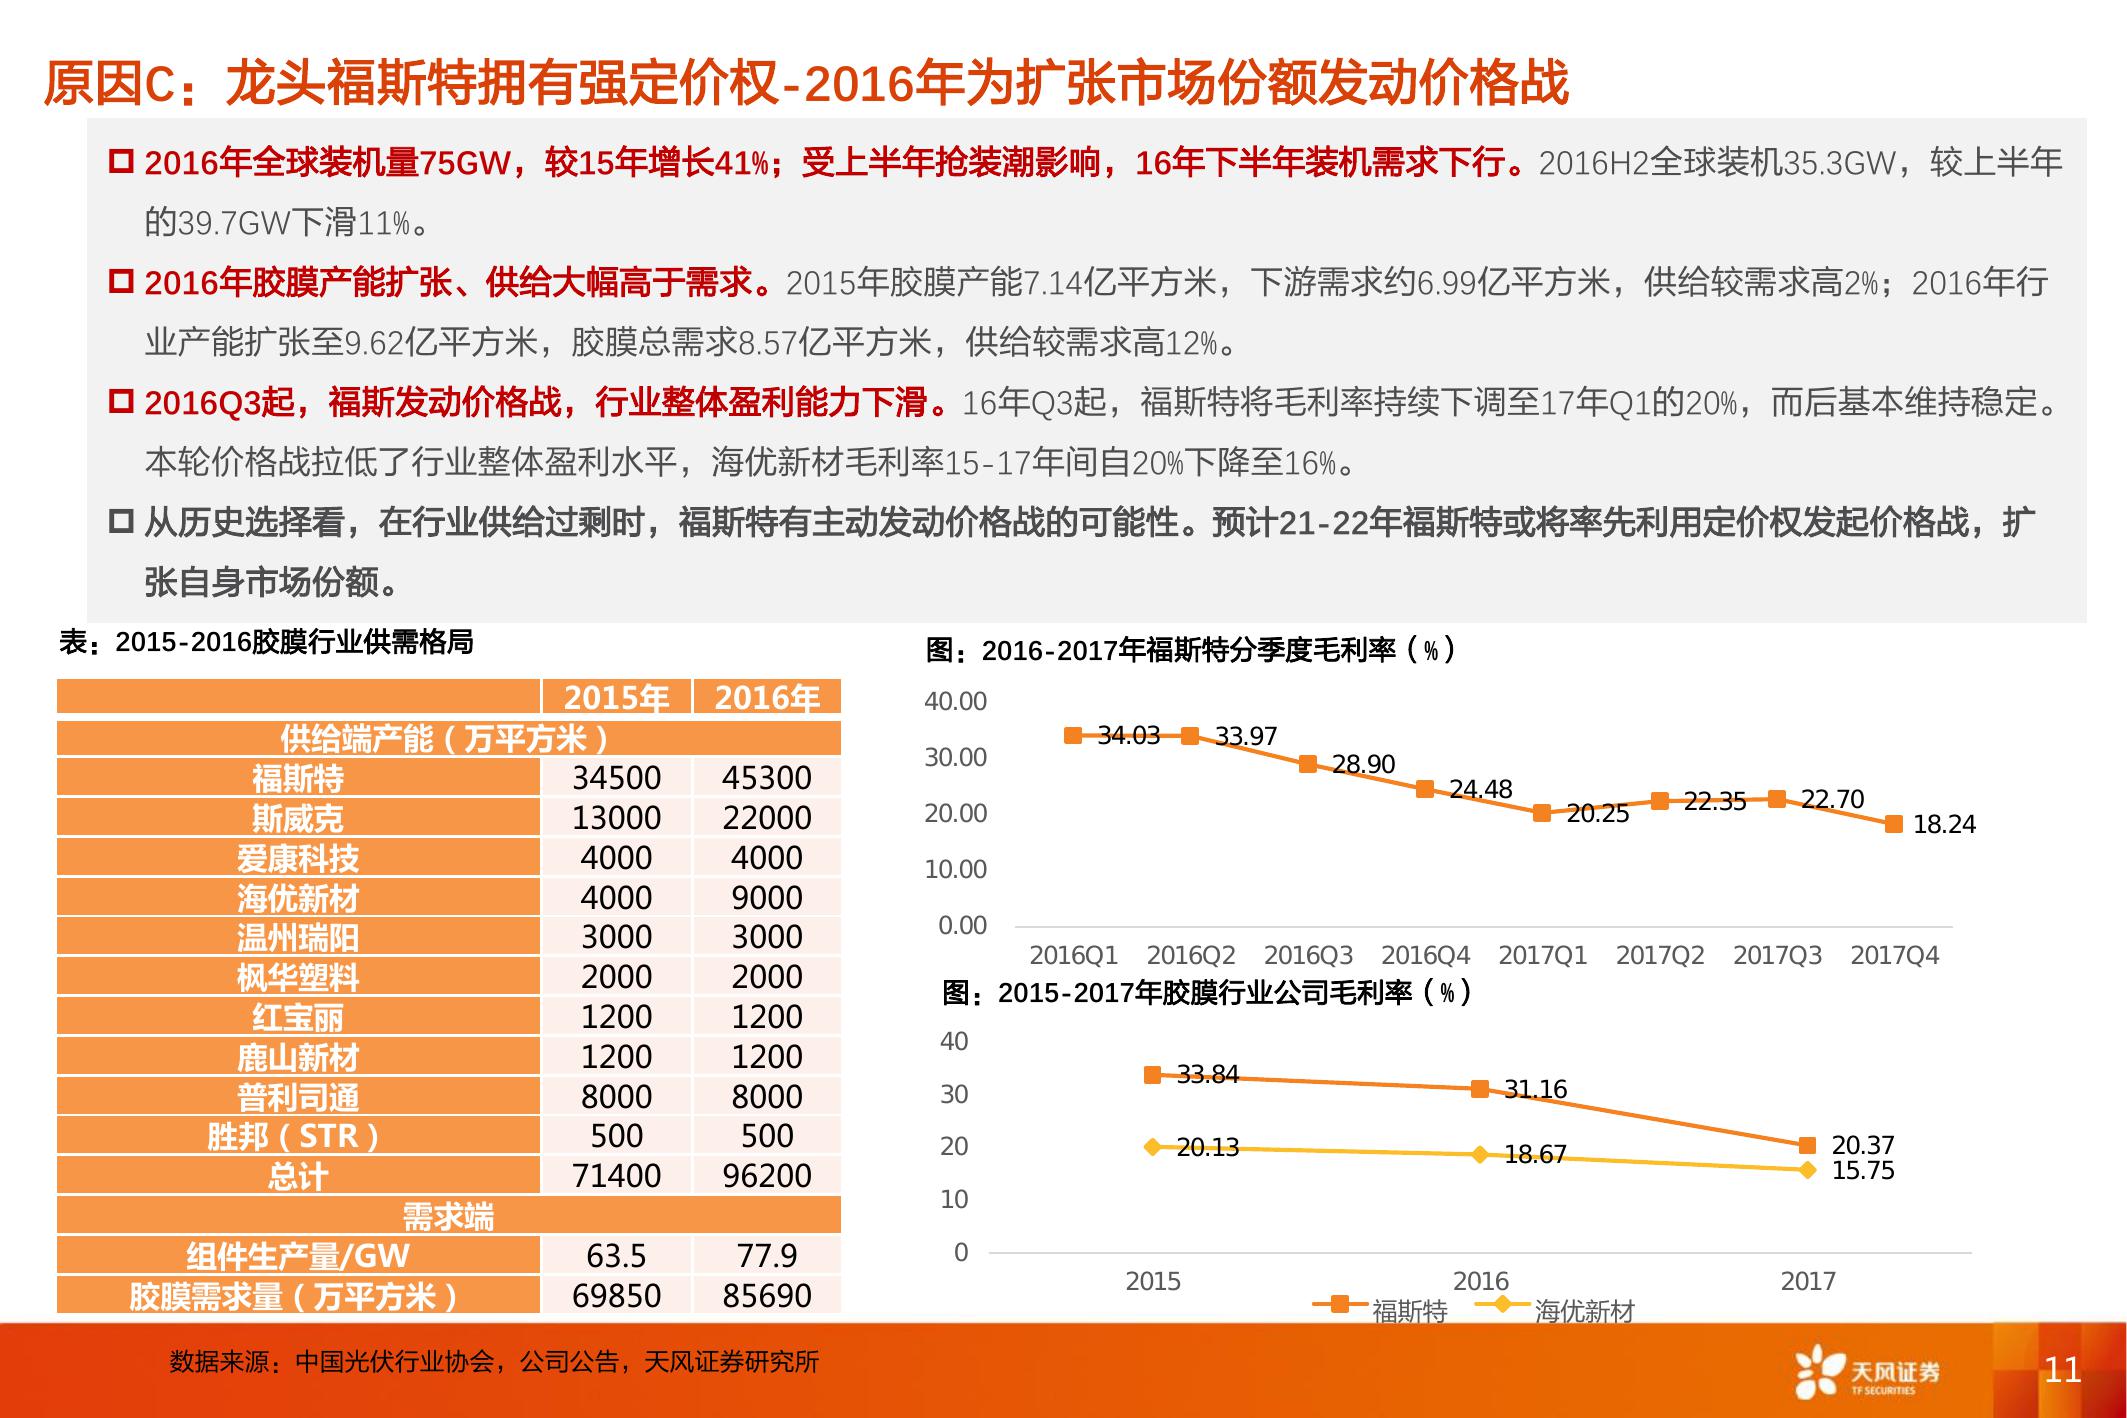 原因C：龙头福斯特拥有强定价权-2016年为扩张市场份额发动价格战
2016年全球装机量75GW，较15年增长41%；受上半年抢装潮影响，16年下半年装机需求下行。2016H2全球装机35.3GW，较上半年
的39.7GW下滑11%。
2016年胶膜产能扩张、供给大幅高于需求。2015年胶膜产能7.14亿平方米，下游需求约6.99亿平方米，供给较需求高2%；2016年行
业产能扩张至9.62亿平方米，胶膜总需求8.57亿平方米，供给较需求高12%。
2016Q3起，福斯发动价格战，行业整体盈利能力下滑。16年Q3起，福斯特将毛利率持续下调至17年Q1的20%，而后基本维持稳定。
本轮价格战拉低了行业整体盈利水平，海优新材毛利率15-17年间自20%下降至16%。
从历史选择看，在行业供给过剩时，福斯特有主动发动价格战的可能性。预计21-22年福斯特或将率先利用定价权发起价格战，扩
张自身市场份额。
表：2015-2016胶膜行业供需格局
2015年 2016年
供给端产能（万平方米）
福斯特 34500 45300
斯威克 13000 22000
爱康科技 4000 4000
海优新材 4000 9000
温州瑞阳 3000 3000
枫华塑料 2000 2000
红宝丽 1200 1200
鹿山新材 1200 1200
普利司通 8000 8000
胜邦（STR） 500 500
总计 71400 96200
需求端
组件生产量/GW 63.5 77.9
胶膜需求量（万平方米） 69850 85690
图：2016-2017年福斯特分季度毛利率（%）
40.00
30.00
20.00
10.00
0.00
34.03 33.97 28.90 24.48 20.25 22.35 22.70 18.24
2016Q1 2016Q2 2016Q3 2016Q4 2017Q1 2017Q2 2017Q3 2017Q4
图：2015-2017年胶膜行业公司毛利率（%）
40
30
20
10
0
33.84 31.16 20.37
20.13 18.67 15.75
2015 2016 2017
福斯特 海优新材
数据来源：中国光伏行业协会，公司公告，天风证券研究所
天风证券
TF SECURITIES
11